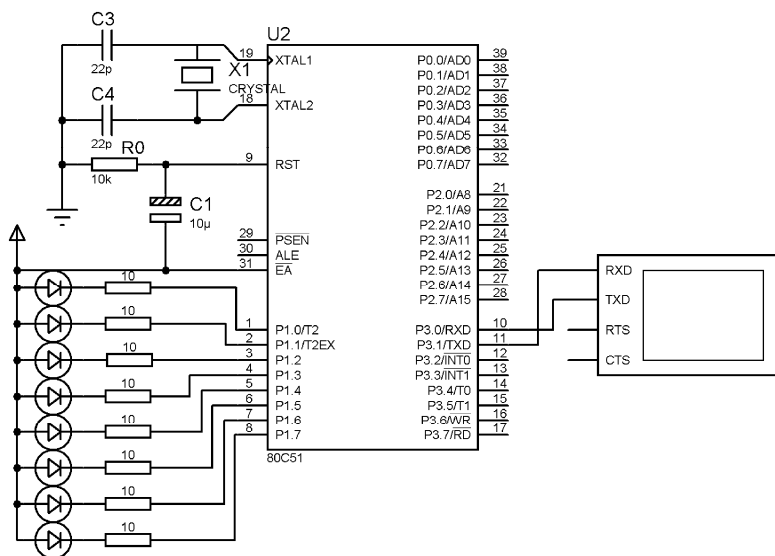 C3
22p
C4
22p
X1
CRYSTAL
R0
10k
C1
10µ
U2
19 XTAL1
18 XTAL2
9 RST
29 PSEN
30 ALE
31 EA
1 P1.0/T2
2 P1.1/T2EX
3 P1.2
4 P1.3
5 P1.4
6 P1.5
7 P1.6
8 P1.7
80C51
P0.0/AD0 39
P0.1/AD1 38
P0.2/AD2 37
P0.3/AD3 36
P0.4/AD4 35
P0.5/AD5 34
P0.6/AD6 33
P0.7/AD7 32
P2.0/A8 21
P2.1/A9 22
P2.2/A10 23
P2.3/A11 24
P2.4/A12 25
P2.5/A13 26
P2.6/A14 27
P2.7/A15 28
P3.0/RXD 10
P3.1/TXD 11
P3.2/INT0 12
P3.3/INT1 13
P3.4/T0 14
P3.5/T1 15
P3.6/WR 16
P3.7/RD 17
10
10
10
10
10
10
10
10
RXD
TXD
RTS
CTS